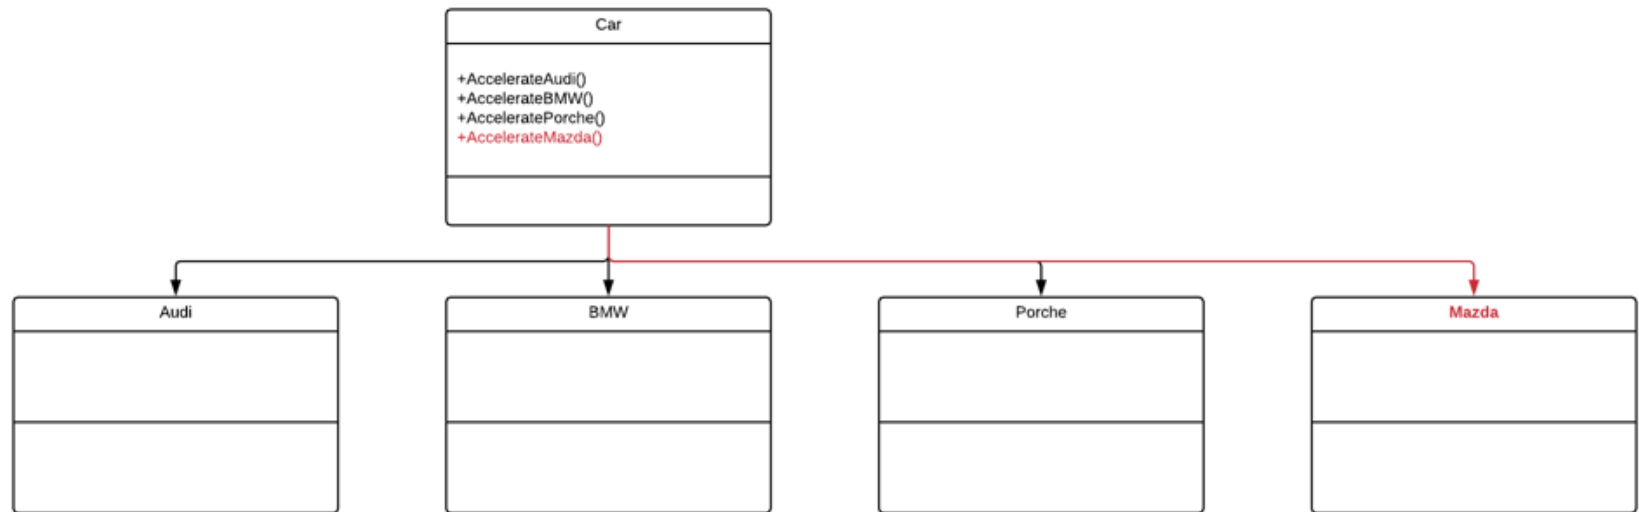 Car
+AccelerateAudi()
+AccelerateBMW()
+AcceleratePorche()
+AccelerateMazda()
Audi
BMW
Porche
Mazda